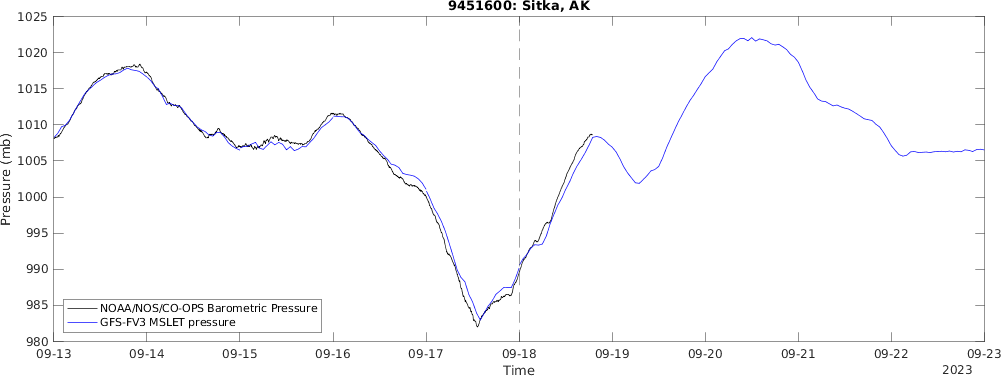 9451600: Sitka, AK
Pressure (mb)
1025
1020
1015
1010
1005
1000
995
990
985
980
NOAA/NOS/CO-OPS Barometric Pressure
GFS-FV3 MSLET pressure
09-13 09-14 09-15 09-16 09-17 09-18 09-19 09-20 09-21 09-22 09-23
Time
2023